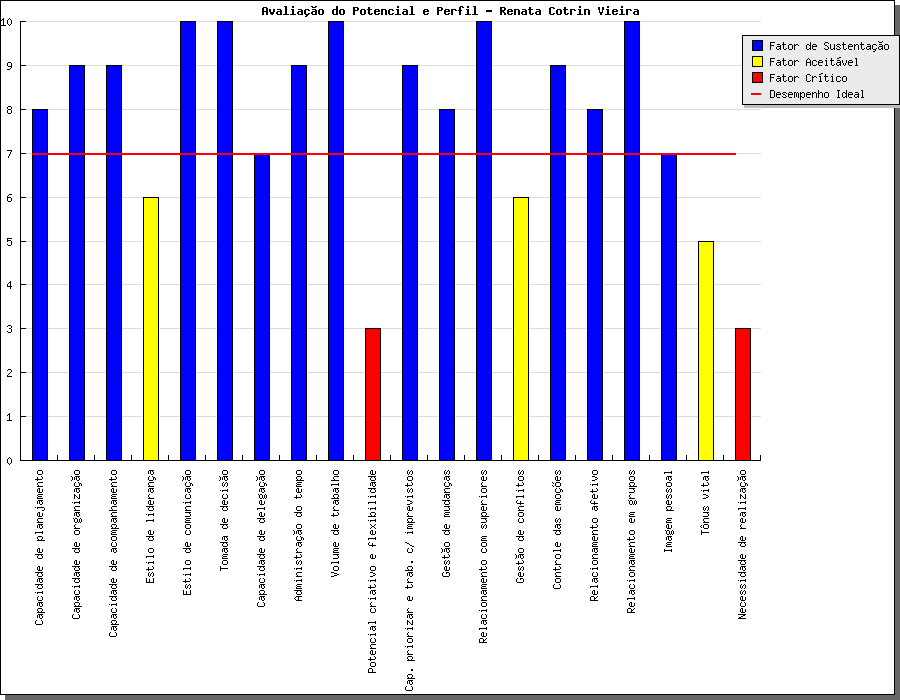 Avaliação do Potencial e Perfil - Renata Cotrin Vieira
10
9
8
7
6
5
4
3
2
1
0
Fator de Sustentação
Fator Aceitável
Fator Crítico
Desempenho Ideal
Capacidade de planejamento
Capacidade de organização
Capacidade de acompanhamento
Estilo de liderança
Estilo de comunicação
Tomada de decisão
Capacidade de delegação
Administração do tempo
Volume de trabalho
Potencial criativo e flexibilidade
Cap. priorizar e trab. c/ imprevistos
Gestão de mudanças
Relacionamento com superiores
Gestão de conflitos
Controle das emoções
Relacionamento afetivo
Relacionamento em grupos
Imagem pessoal
Tônus vital
Necessidade de realização